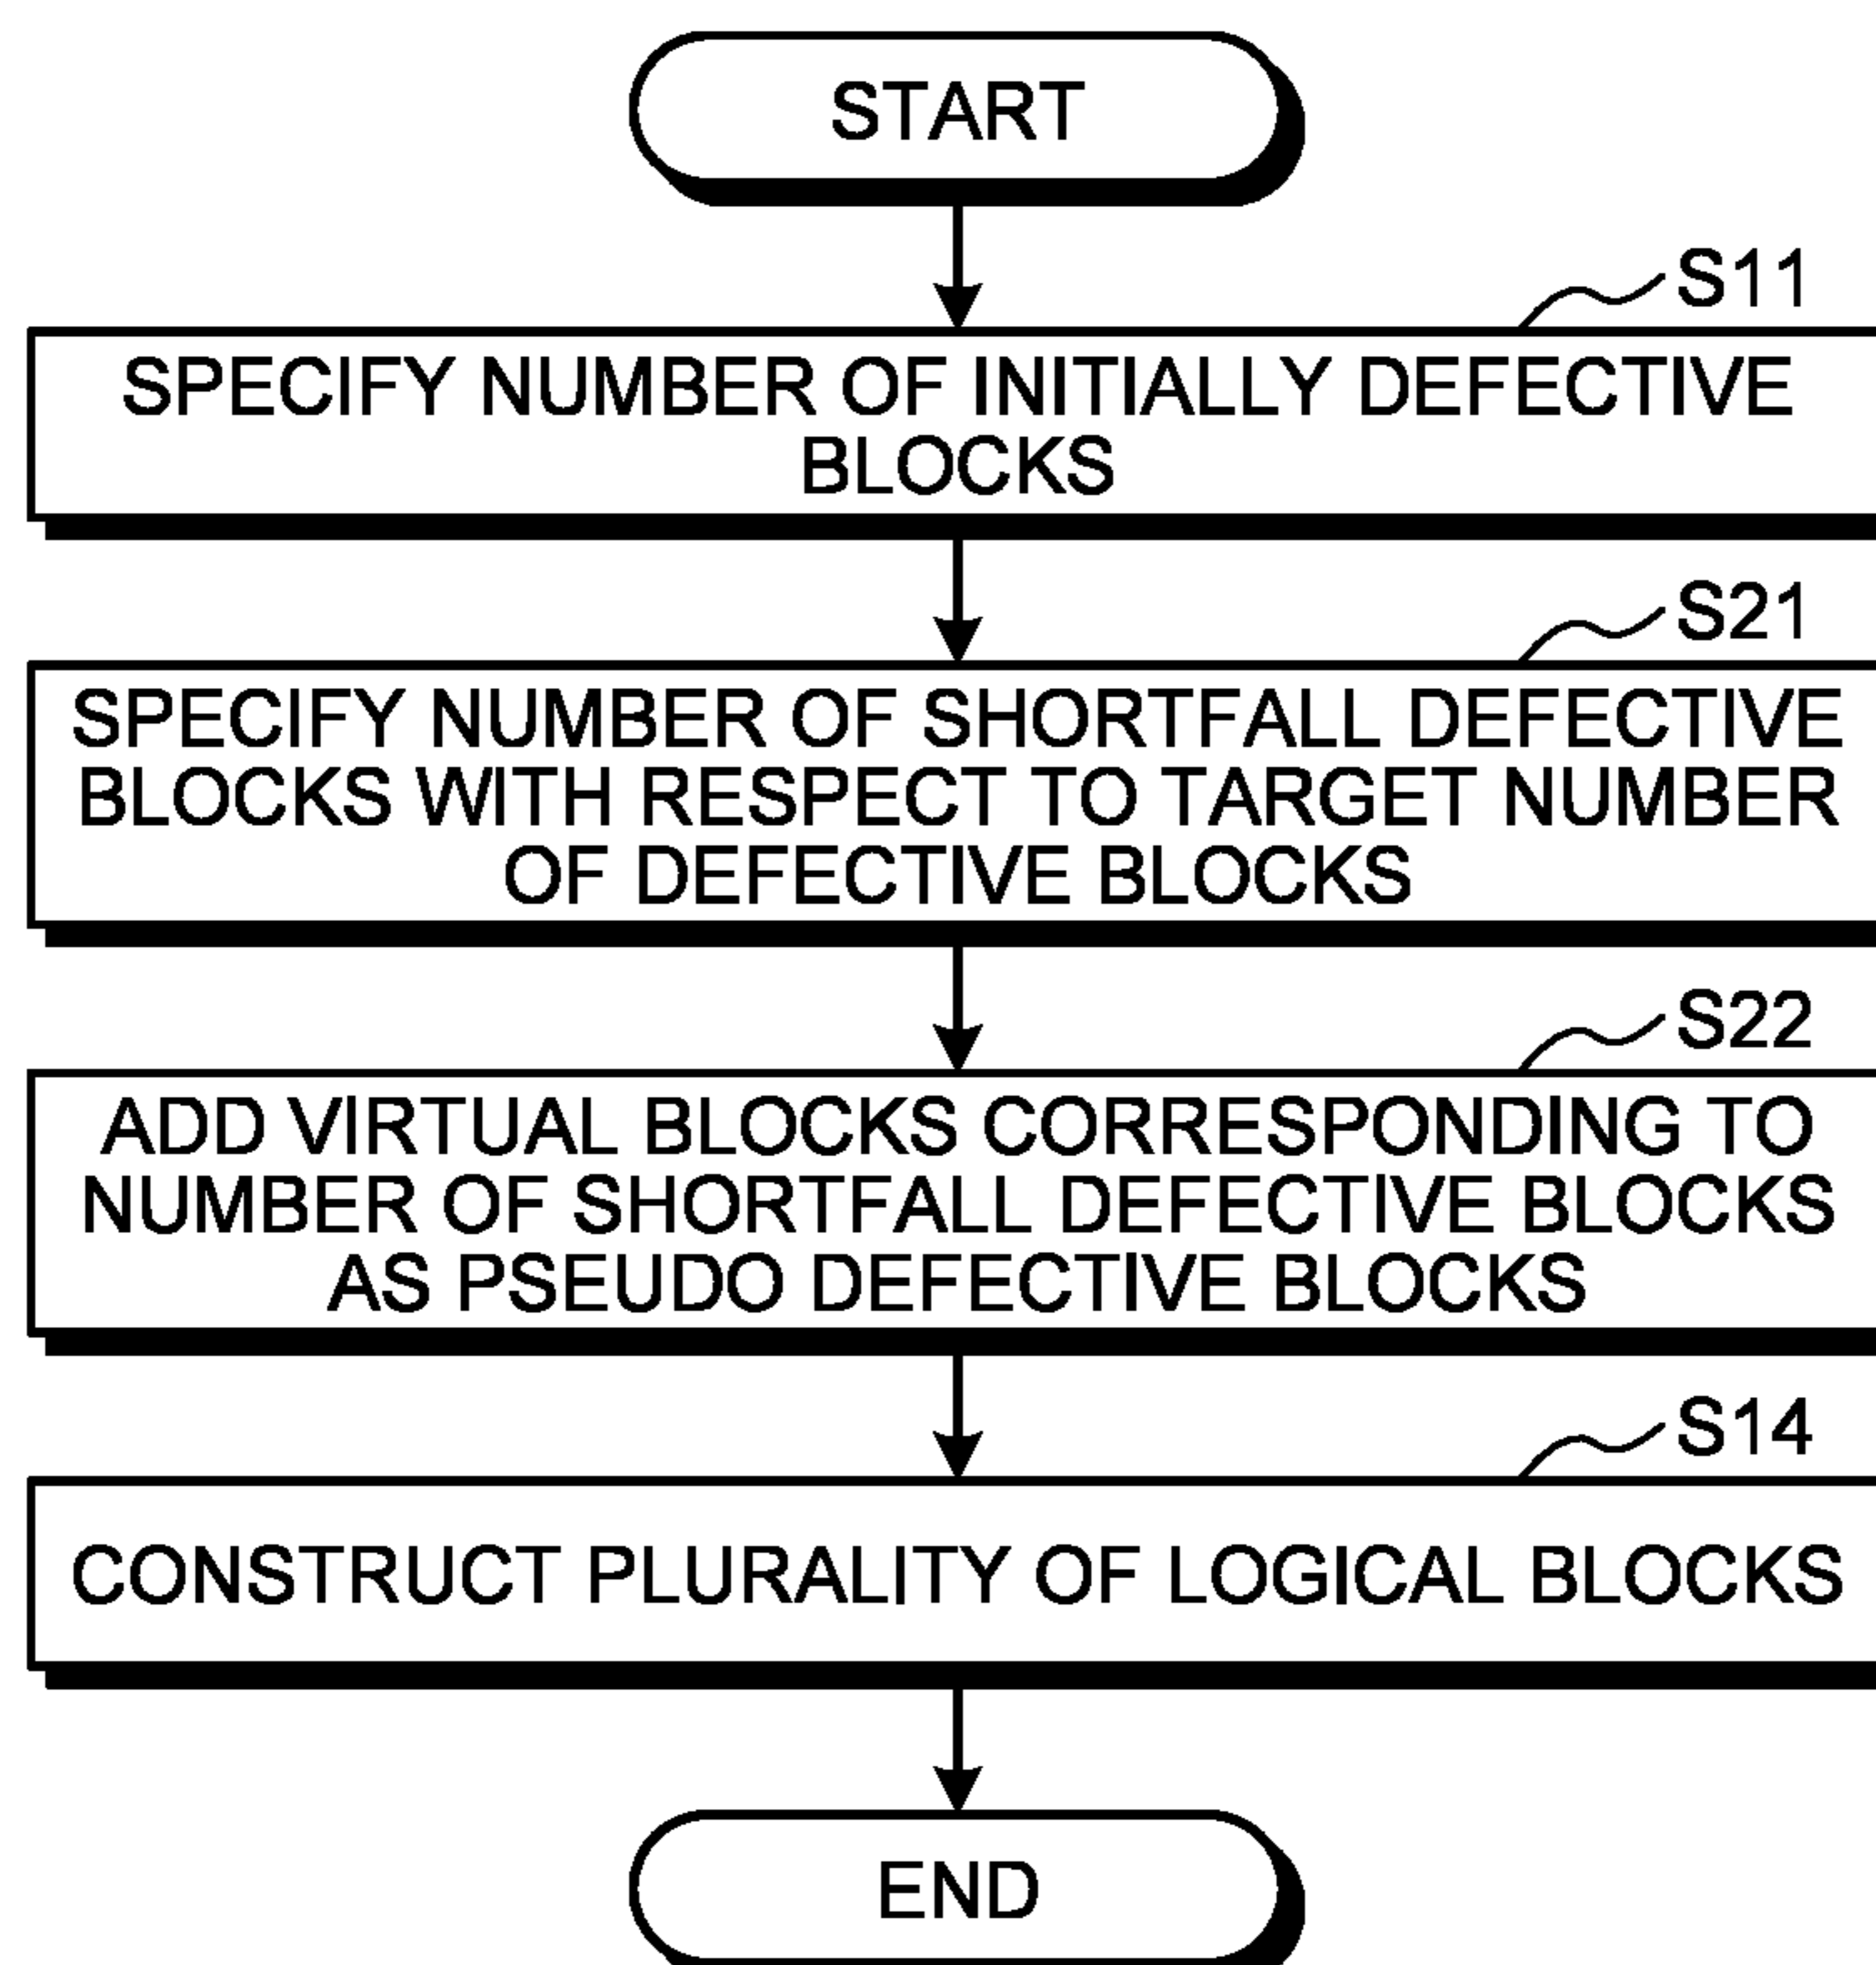 START
S11
SPECIFY NUMBER OF INITIALLY DEFECTIVE
BLOCKS
S21
SPECIFY NUMBER OF SHORTFALL DEFECTIVE
BLOCKS WITH RESPECT TO TARGET NUMBER
OF DEFECTIVE BLOCKS
S22
ADD VIRTUAL BLOCKS CORRESPONDING TO
NUMBER OF SHORTFALL DEFECTIVE BLOCKS
AS PSEUDO DEFECTIVE BLOCKS
S14
CONSTRUCT PLURALITY OF LOGICAL BLOCKS
END